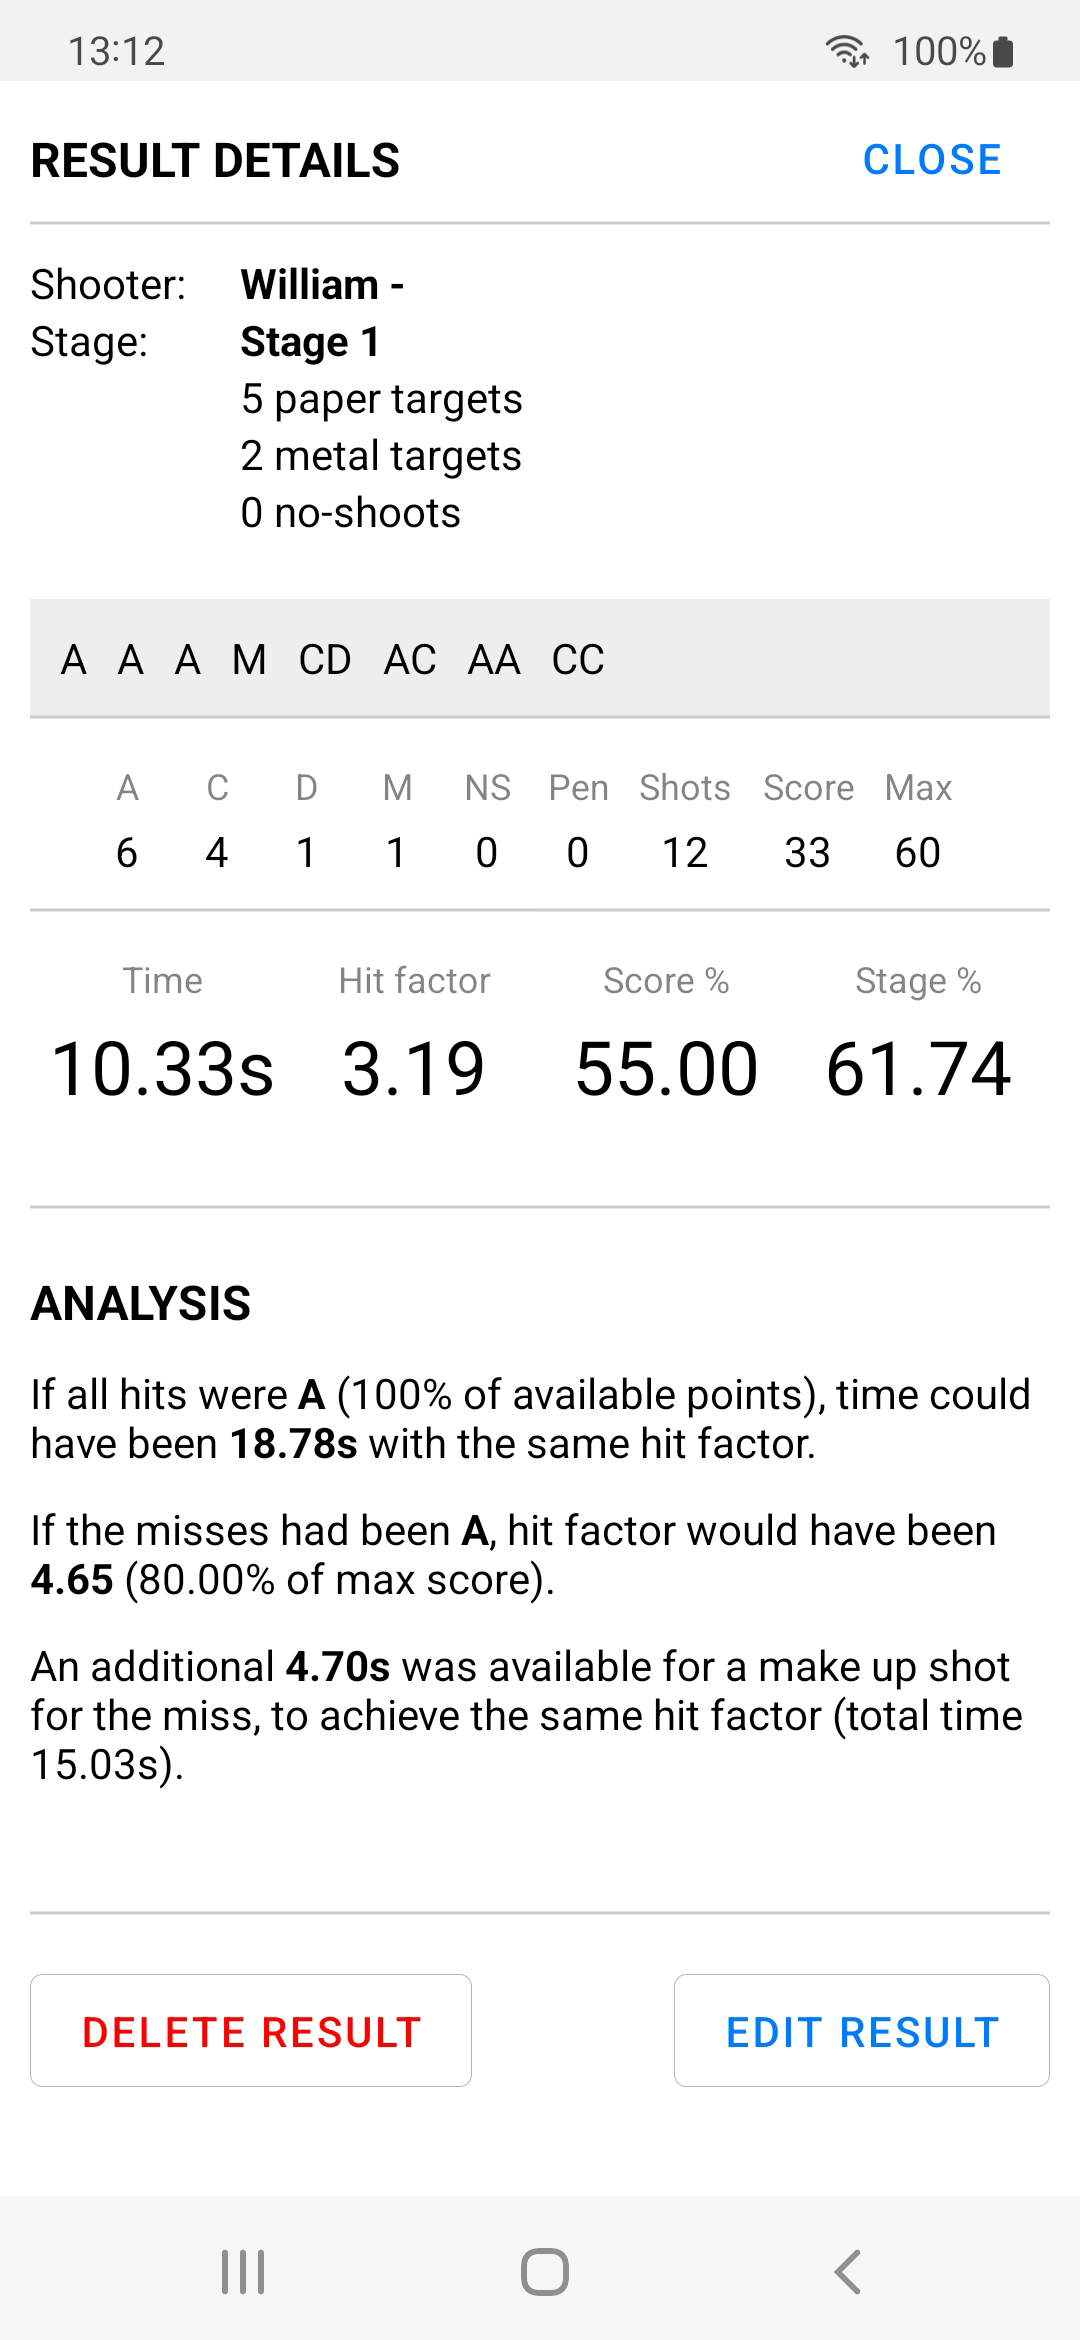 13:12 100%
RESULT DETAILS CLOSE
Shooter: William -
Stage: Stage 1
5 paper targets
2 metal targets
0 no-shoots
A A A M CD AC AA CC
A C D M NS Pen Shots Score Max
6 4 1 1 0 0 12 33 60
Time Hit factor Score % Stage %
10.33s 3.19 55.00 61.74
ANALYSIS
If all hits were A (100% of available points), time could
have been 18.78s with the same hit factor.
If the misses had been A, hit factor would have been
4.65 (80.00% of max score).
An additional 4.70s was available for a make up shot
for the miss, to achieve the same hit factor (total time
15.03s).
DELETE RESULT EDIT RESULT